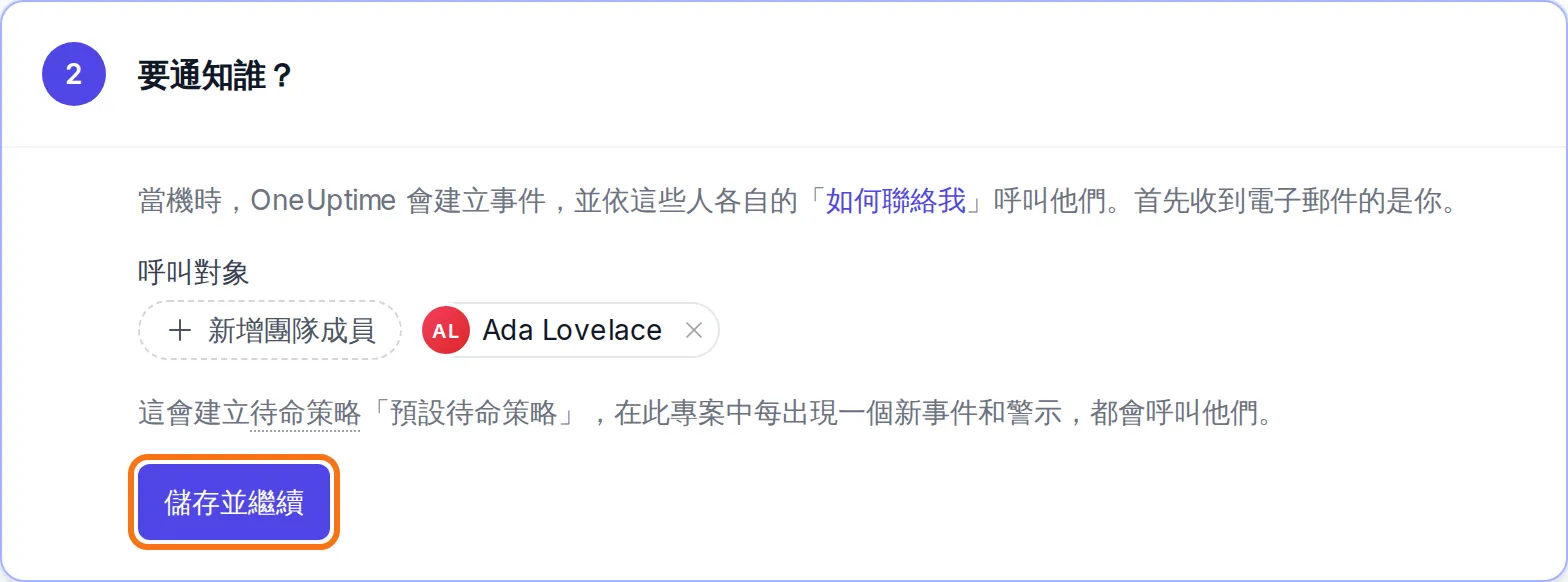 2
要通知誰？
當機時，OneUptime 會建立事件，並依這些人各自的「如何聯絡我」呼叫他們。首先收到電子郵件的是你。
呼叫對象
新增團隊成員 AL Ada Lovelace
這會建立待命策略「預設待命策略」，在此專案中每出現一個新事件和警示，都會呼叫他們。
儲存並繼續